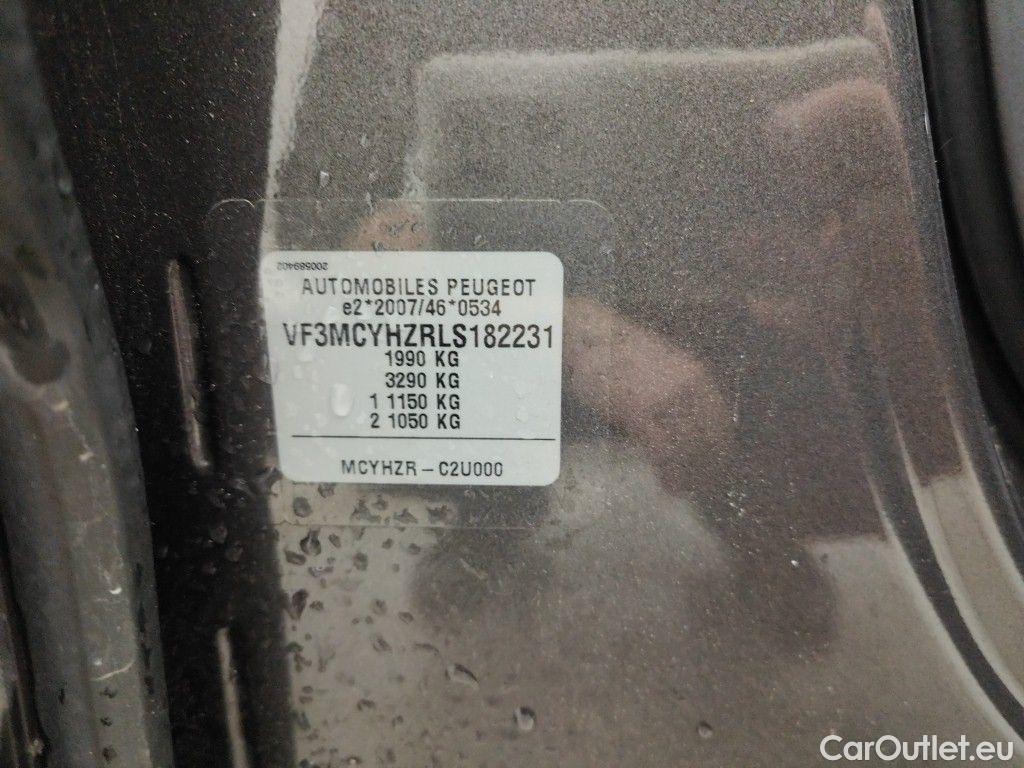 200589402
AUTOMOBILES PEUGEOT
e2*2007/46*0534
VF3MCYHZRLS182231
1990 KG
3290 KG
1 1150 KG
2 1050 KG
MCYHZR – C2U000
CarOutlet.eu